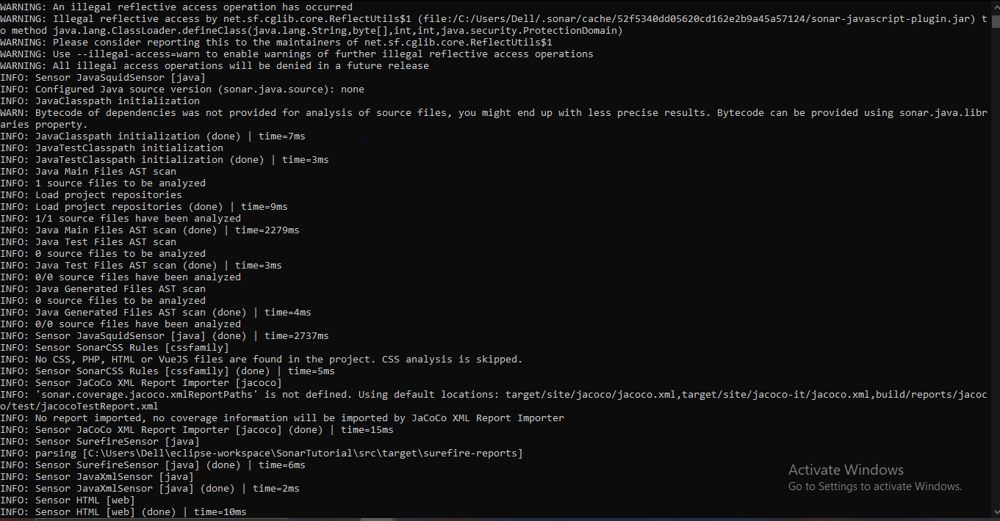 WARNING: An illegal reflective access operation has occurred
WARNING: Illegal reflective access by net.sf.cglib.core.ReflectUtils$1 (file:/C:/Users/Dell/.sonar/cache/52f5340dd05620cd162e2b9a45a57124/sonar-javascript-plugin.jar) t
o method java.lang.ClassLoader.defineClass(java.lang.String,byte[],int,int,java.security.ProtectionDomain)
WARNING: Please consider reporting this to the maintainers of net.sf.cglib.core.ReflectUtils$1
WARNING: Use --illegal-access=warn to enable warnings of further illegal reflective access operations
WARNING: All illegal access operations will be denied in a future release
INFO: Sensor JavaSquidSensor [java]
INFO: Configured Java source version (sonar.java.source): none
INFO: JavaClasspath initialization
WARN: Bytecode of dependencies was not provided for analysis of source files, you might end up with less precise results. Bytecode can be provided using sonar.java.libr
aries property.
INFO: JavaClasspath initialization (done) | time=7ms
INFO: JavaTestClasspath initialization
INFO: JavaTestClasspath initialization (done) | time=3ms
INFO: Java Main Files AST scan
INFO: 1 source files to be analyzed
INFO: Load project repositories
INFO: Load project repositories (done) | time=9ms
INFO: 1/1 source files have been analyzed
INFO: Java Main Files AST scan (done) | time=2279ms
INFO: Java Test Files AST scan
INFO: 0 source files to be analyzed
INFO: Java Test Files AST scan (done) | time=3ms
INFO: 0/0 source files have been analyzed
INFO: Java Generated Files AST scan
INFO: 0 source files to be analyzed
INFO: Java Generated Files AST scan (done) | time=4ms
INFO: 0/0 source files have been analyzed
INFO: Sensor JavaSquidSensor [java] (done) | time=2737ms
INFO: Sensor SonarCSS Rules [cssfamily]
INFO: No CSS, PHP, HTML or VueJS files are found in the project. CSS analysis is skipped.
INFO: Sensor SonarCSS Rules [cssfamily] (done) | time=5ms
INFO: Sensor JaCoCo XML Report Importer [jacoco]
INFO: 'sonar.coverage.jacoco.xmlReportPaths' is not defined. Using default locations: target/site/jacoco/jacoco.xml,target/site/jacoco-it/jacoco.xml,build/reports/jacoc
o/test/jacocoTestReport.xml
INFO: No report imported, no coverage information will be imported by JaCoCo XML Report Importer
INFO: Sensor JaCoCo XML Report Importer [jacoco] (done) | time=15ms
INFO: Sensor SurefireSensor [java]
INFO: parsing [C:\Users\Dell\eclipse-workspace\SonarTutorial\src\target\surefire-reports]
INFO: Sensor SurefireSensor [java] (done) | time=6ms
INFO: Sensor JavaXmlSensor [java]
INFO: Sensor JavaXmlSensor [java] (done) | time=2ms
INFO: Sensor HTML [web]
INFO: Sensor HTML [web] (done) | time=10ms
Activate Windows
Go to Settings to activate Windows.